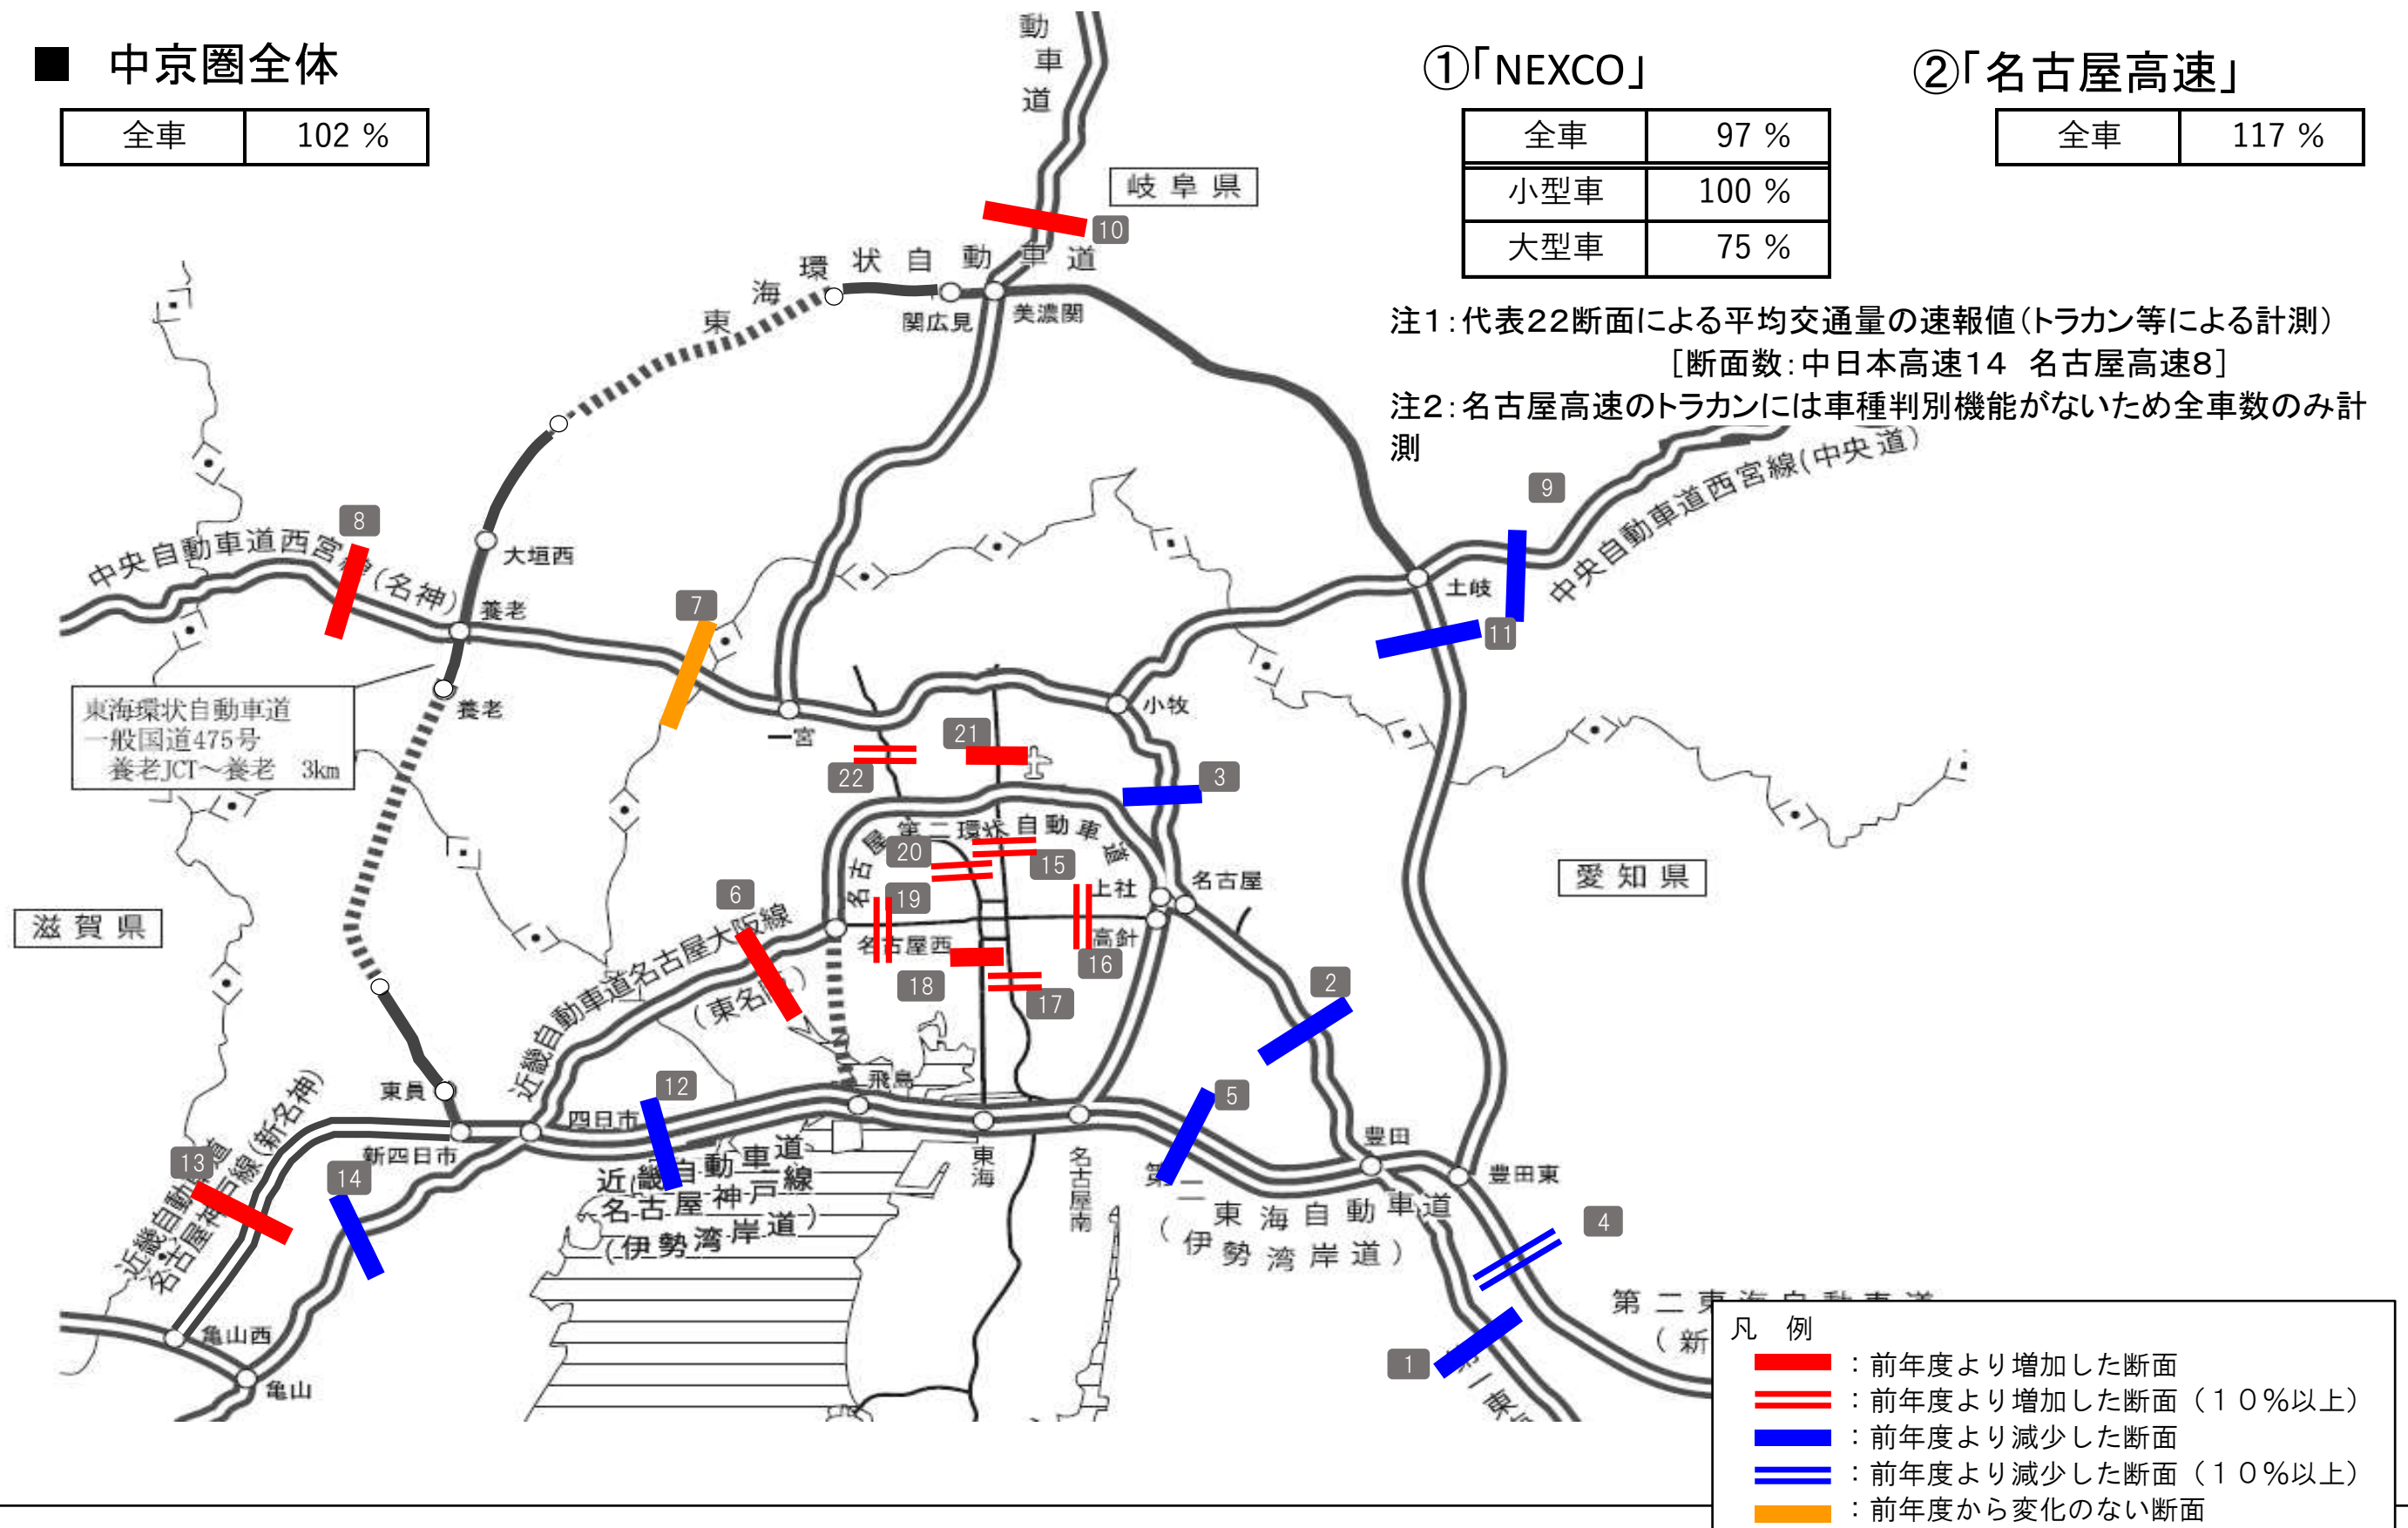 ■ 中京圏全体
全車 102 %
①「NEXCO」
全車 97 %
小型車 100 %
大型車 75 %
②「名古屋高速」
全車 117 %
注1：代表22断面による平均交通量の速報値（トラカン等による計測）
［断面数：中日本高速14 名古屋高速8］
注2：名古屋高速のトラカンには車種判別機能がないため全車数のみ計
測
動車道
岐阜県
10
東海環状自動車道
関広見
美濃関
9
中央自動車道西宮線(中央道)
8
中央自動車道西宮線(名神)
大垣西
養老
7
土岐
11
東海環状自動車道
一般国道475号
養老JCT～養老 3km
養老
一宮
小牧
21
22
3
名古屋第二環状自動車道
20
15
上社
名古屋
愛知県
滋賀県
6
19
名古屋西
高針
16
近畿自動車道名古屋大阪線
18
17
2
東員
飛島
12
四日市
5
新四日市
豊田
豊田東
13
14
近畿自動車道
名古屋神戸線
(伊勢湾岸道)
東海
名古屋南
第二東海自動車道
(伊勢湾岸道)
4
名古屋神戸線(新名神)
亀山西
亀山
1
第二東海自動車道
(新
凡 例
：前年度より増加した断面
：前年度より増加した断面（１０%以上）
：前年度より減少した断面
：前年度より減少した断面（１０%以上）
：前年度から変化のない断面